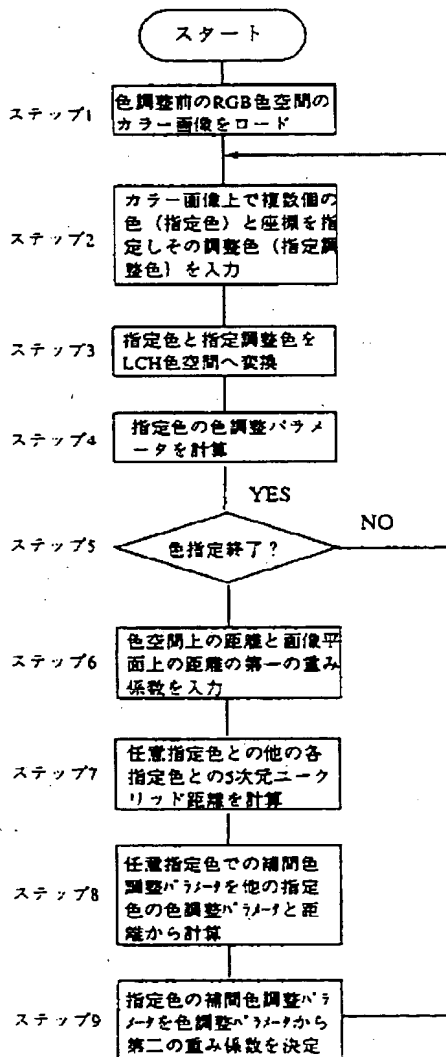 スタート
ステップ1
色調整前のRGB色空間の
カラー画像をロード
ステップ2
カラー画像上で複数個の
色（指定色）と座標を指
定しその調整色（指定調
整色）を入力
ステップ3
指定色と指定調整色を
LCH色空間へ変換
ステップ4
指定色の色調整パラメ
ータを計算
YES
ステップ5
色指定終了？
NO
ステップ6
色空間上の距離と画像平
面上の距離の第一の重み
係数を入力
ステップ7
任意指定色との他の各
指定色との5次元ユーク
リッド距離を計算
ステップ8
任意指定色での補間色
調整パラメータを他の指定
色の色調整パラメータと距
離から計算
ステップ9
指定色の補間色調整パラ
メータを色調整パラメータから
第二の重み係数を決定